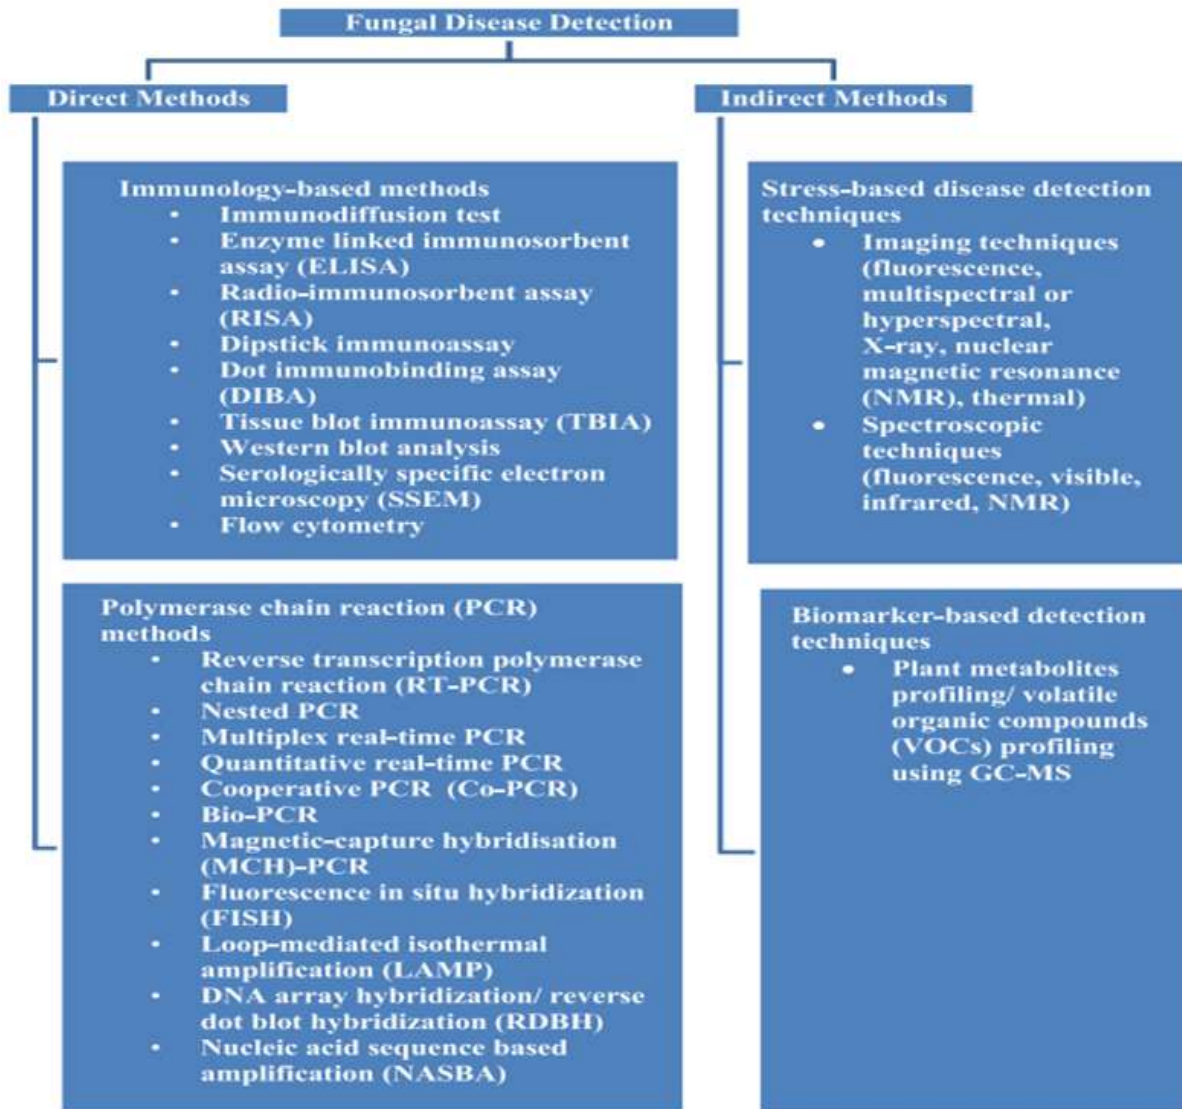 Fungal Disease Detection
Direct Methods
Indirect Methods
Immunology-based methods
• Immunodiffusion test
• Enzyme linked immunosorbent
assay (ELISA)
• Radio-immunosorbent assay
(RISA)
• Dipstick immunoassay
• Dot immunobinding assay
(DIBA)
• Tissue blot immunoassay (TBIA)
• Western blot analysis
• Serologically specific electron
microscopy (SSEM)
• Flow cytometry
Polymerase chain reaction (PCR)
methods
• Reverse transcription polymerase
chain reaction (RT-PCR)
• Nested PCR
• Multiplex real-time PCR
• Quantitative real-time PCR
• Cooperative PCR (Co-PCR)
• Bio-PCR
• Magnetic-capture hybridisation
(MCH)-PCR
• Fluorescence in situ hybridization
(FISH)
• Loop-mediated isothermal
amplification (LAMP)
• DNA array hybridization/ reverse
dot blot hybridization (RDBH)
• Nucleic acid sequence based
amplification (NASBA)
Stress-based disease detection
techniques
• Imaging techniques
(fluorescence,
multispectral or
hyperspectral,
X-ray, nuclear
magnetic resonance
(NMR), thermal)
• Spectroscopic
techniques
(fluorescence, visible,
infrared, NMR)
Biomarker-based detection
techniques
• Plant metabolites
profiling/ volatile
organic compounds
(VOCs) profiling
using GC-MS